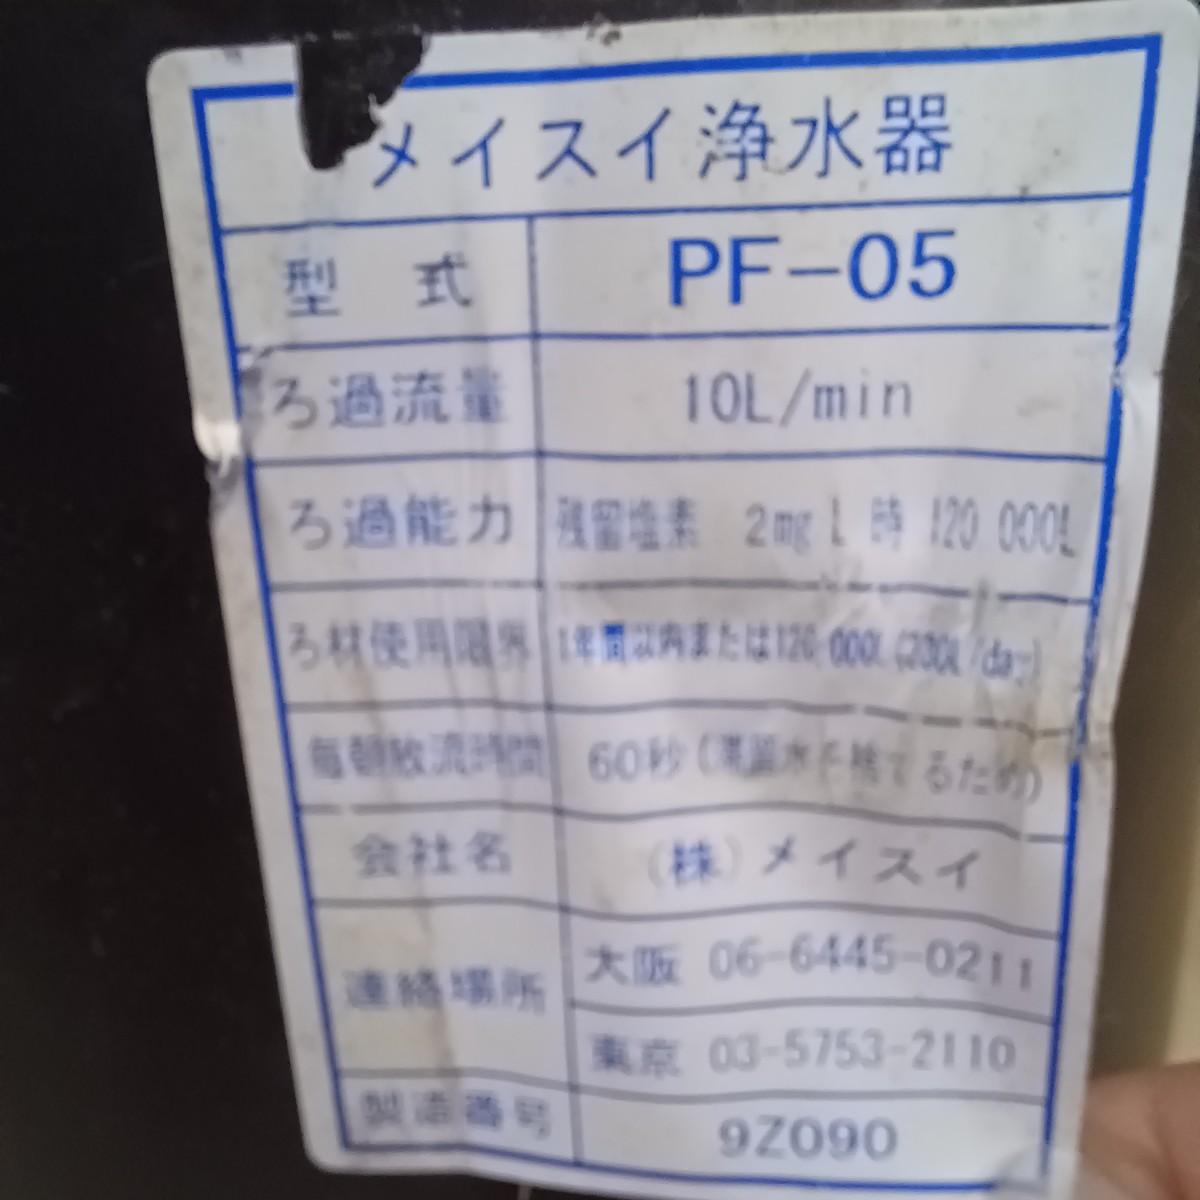 メイスイ浄水器
型 式 PF-05
ろ過流量 10L/min
ろ過能力 残留塩素 2mg L 時 120 000L
ろ材使用限界 1年間以内または120 000L (200L/day)
毎朝放流時間 60秒(滞留水を捨てるため)
会社名 (株)メイスイ
連絡場所 大阪 06-6445-0211
東京 03-5753-2110
製造番号 9Z090